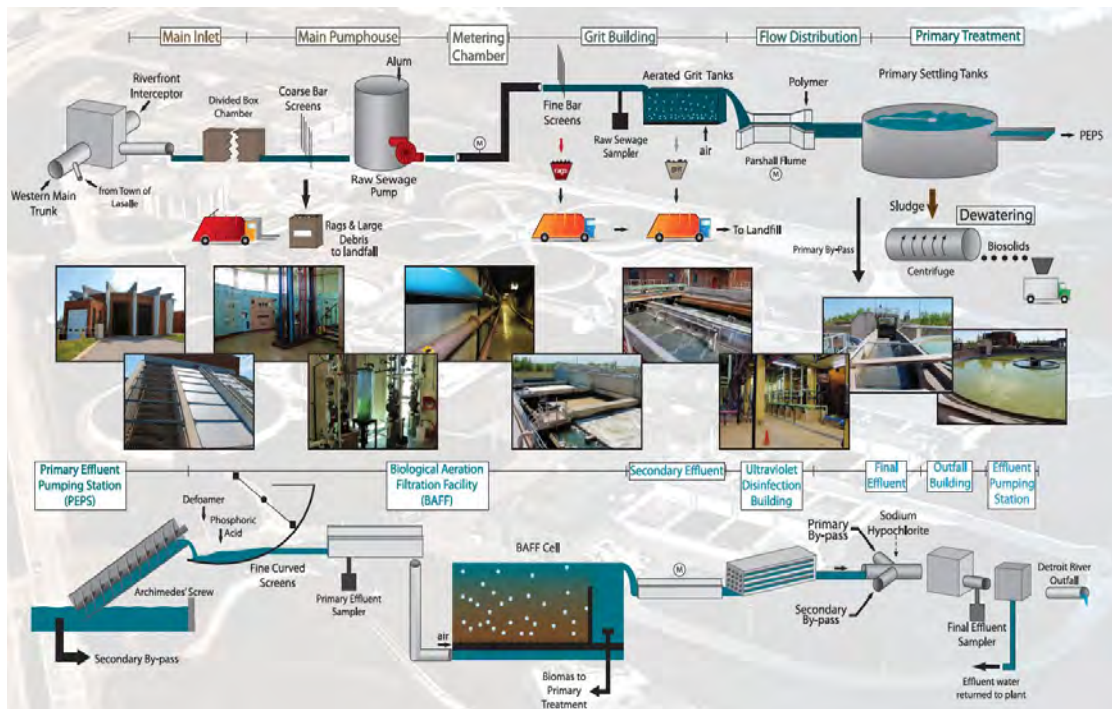 Main Inlet
Main Pumphouse
Metering
Chamber
Grit Building
Flow Distribution
Primary Treatment
Riverfront
Interceptor
Divided Box
Chamber
Coarse Bar
Screens
Alum
Fine Bar
Screens
Aerated Grit Tanks
Polymer
Primary Settling Tanks
M
Raw Sewage
Sampler
air
Parshall Flume
M
PEPS
Western Main
Trunk
from Town of
Lasalle
Raw Sewage
Pump
rags
grit
Rags & Large
Debris
to landfall
To Landfill
Primary By-Pass
Sludge
Dewatering
Centrifuge
Biosolids
Primary Effluent
Pumping Station
(PEPS)
Biological Aeration
Filtration Facility
(BAFF)
Secondary Effluent
Ultraviolet
Disinfection
Building
Final
Effluent
Outfall
Building
Effluent
Pumping
Station
Defoamer
Phosphoric
Acid
Fine Curved
Screens
Archimedes' Screw
Secondary By-pass
Primary Effluent
Sampler
air
BAFF Cell
Biomas to
Primary
Treatment
M
Primary
By-pass
Sodium
Hypochlorite
Secondary
By-pass
Final Effluent
Sampler
Detroit River
Outfall
Effluent water
returned to plant